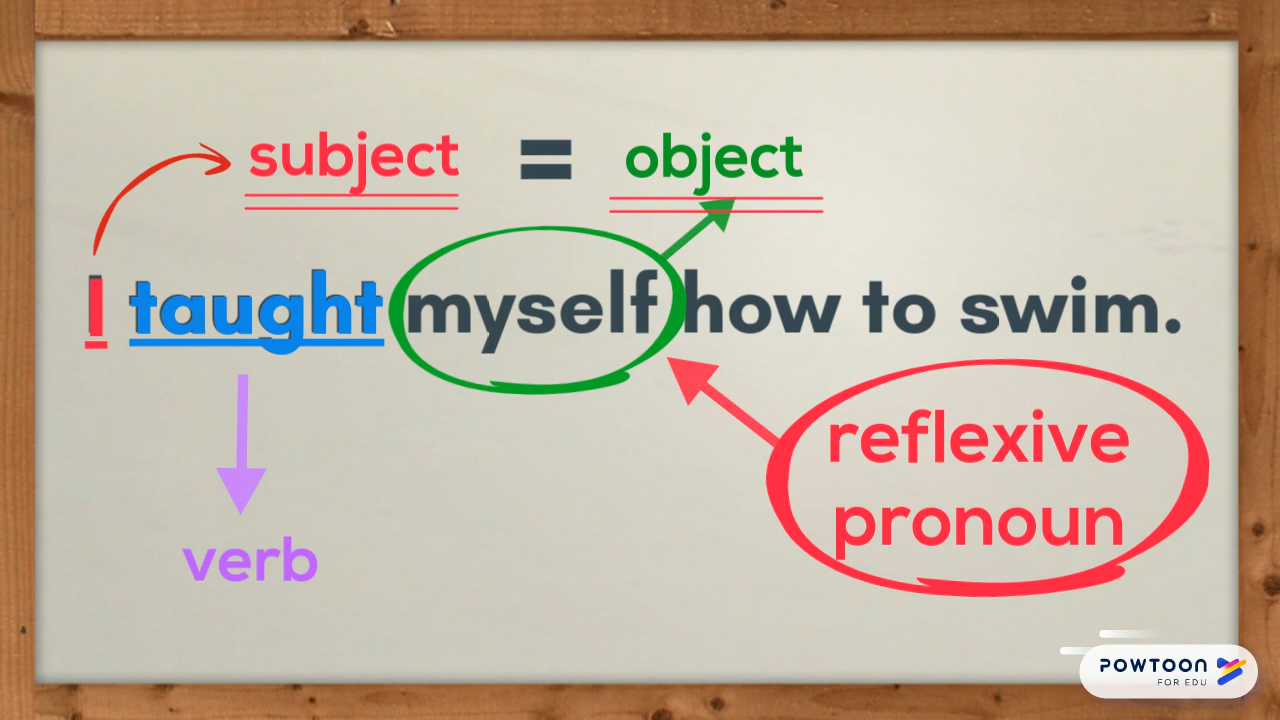 subject = object
I taught myself how to swim.
reflexive
pronoun
verb
POWTOON
FOR EDU